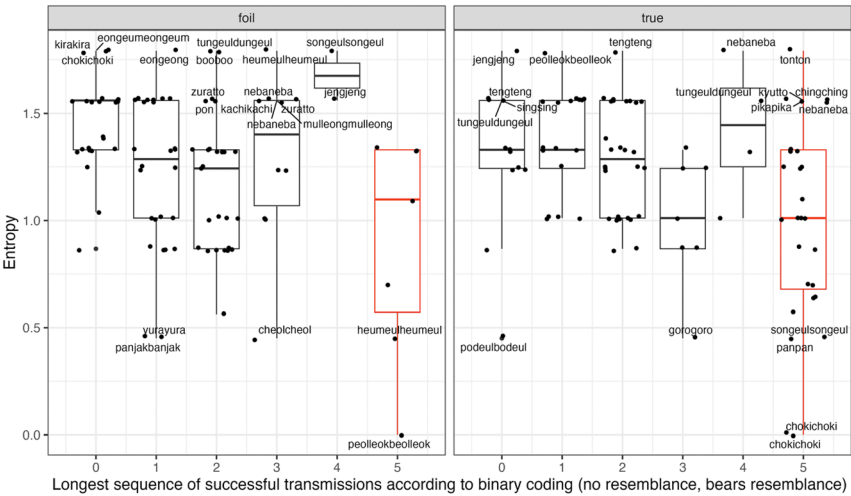 foil
true
kirakira
eongeumeongeum
chokichoki
eongeong
tungeuldungeul
booboo
heumeulheumeul
songeulsongeul
zuratto
pon
kachikachi
nebaneba
zuratto
nebaneba
mulleongmulleong
jengjeng
yurayura
panjakbanjak
cheolcheol
heumeulheumeul
peolleokbeolleok
jengjeng
peolleokbeolleok
tengteng
nebaneba
tonton
tengteng
singsing
tungeuldungeul
tungeuldungeul
kyutto
chingching
pikapika
nebaneba
podeulbodeul
gorogoro
songeulsongeul
panpan
chokichoki
chokichoki
Entropy
1.5
1.0
0.5
0.0
0 1 2 3 4 5
0 1 2 3 4 5
Longest sequence of successful transmissions according to binary coding (no resemblance, bears resemblance)